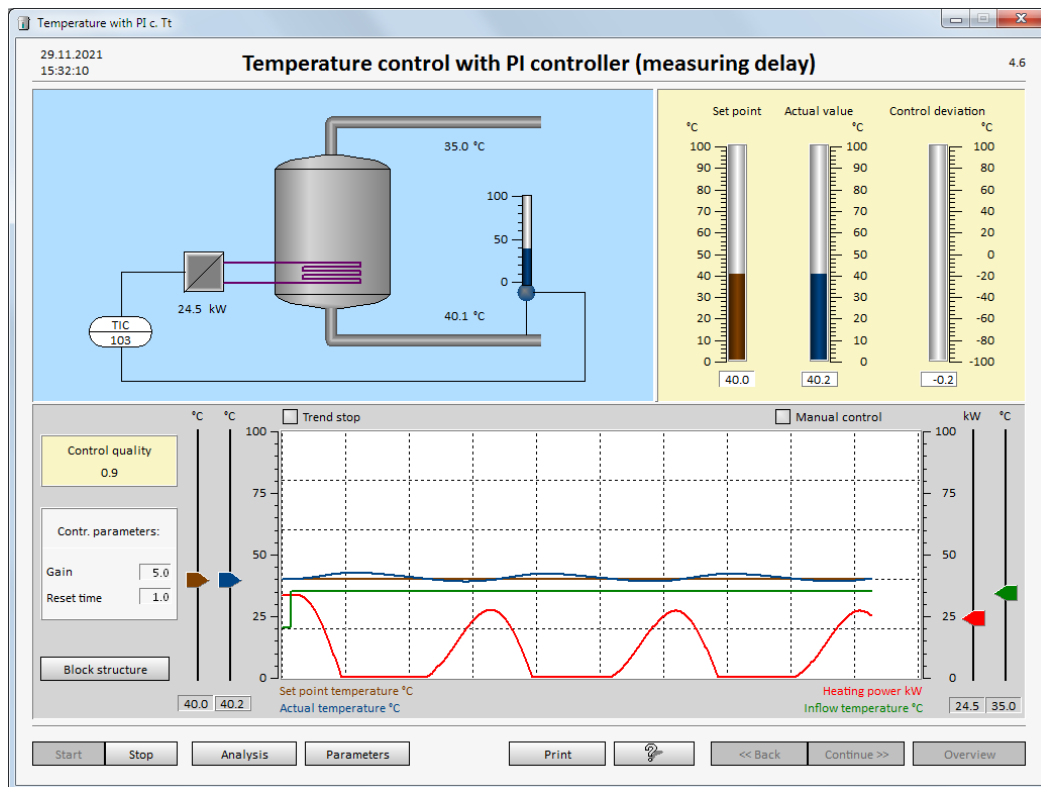 Temperature with PI c. Tt
29.11.2021
15:32:10
Temperature control with PI controller (measuring delay)
4.6
35.0 °C
100
50
0
24.5 kW
TIC
103
40.1 °C
Set point Actual value Control deviation
°C °C °C
100 100 100
90 90 80
80 80 60
70 70 40
60 60 20
50 50 0
40 40 -20
30 30 -40
20 20 -60
10 10 -80
0 0 -100
40.0 40.2 -0.2
°C °C Trend stop Manual control kW °C
Control quality
0.9
Contr. parameters:
Gain 5.0
Reset time 1.0
Block structure
100 100
75 75
50 50
25 25
0 0
40.0 40.2
Set point temperature °C Heating power kW
Actual temperature °C Inflow temperature °C
24.5 35.0
Start Stop Analysis Parameters Print ? << Back Continue >> Overview